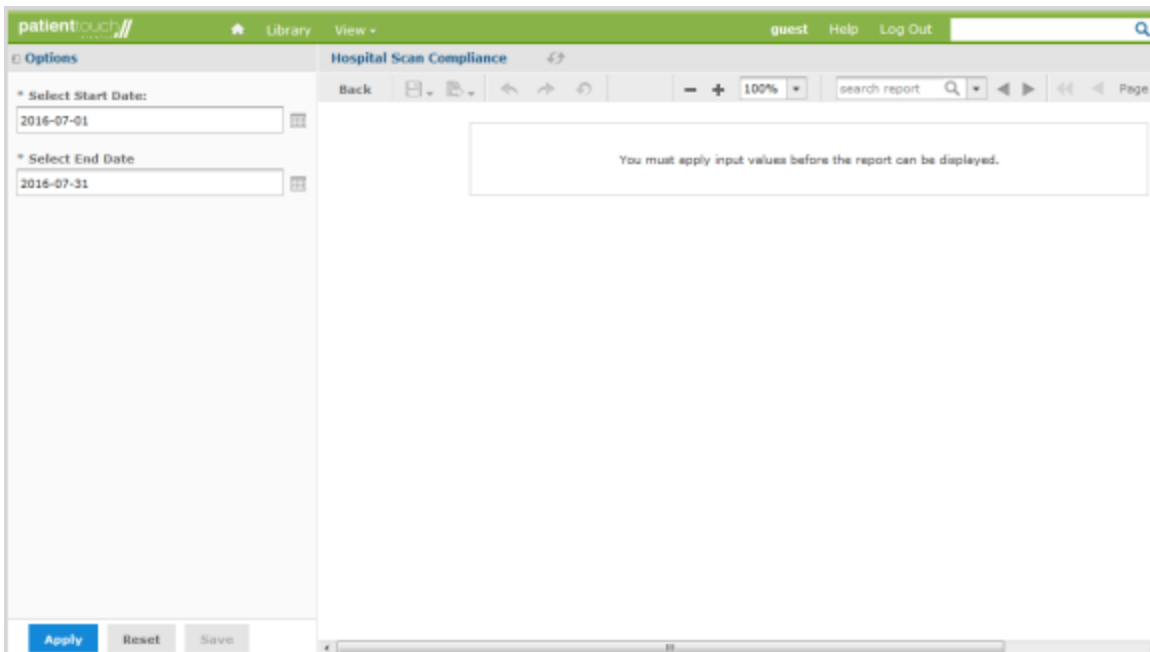 patienttouch Library View guest Help Log Out
Options
Hospital Scan Compliance
* Select Start Date:
2016-07-01
* Select End Date
2016-07-31
Back 100% search report Page
You must apply input values before the report can be displayed.
Apply Reset Save